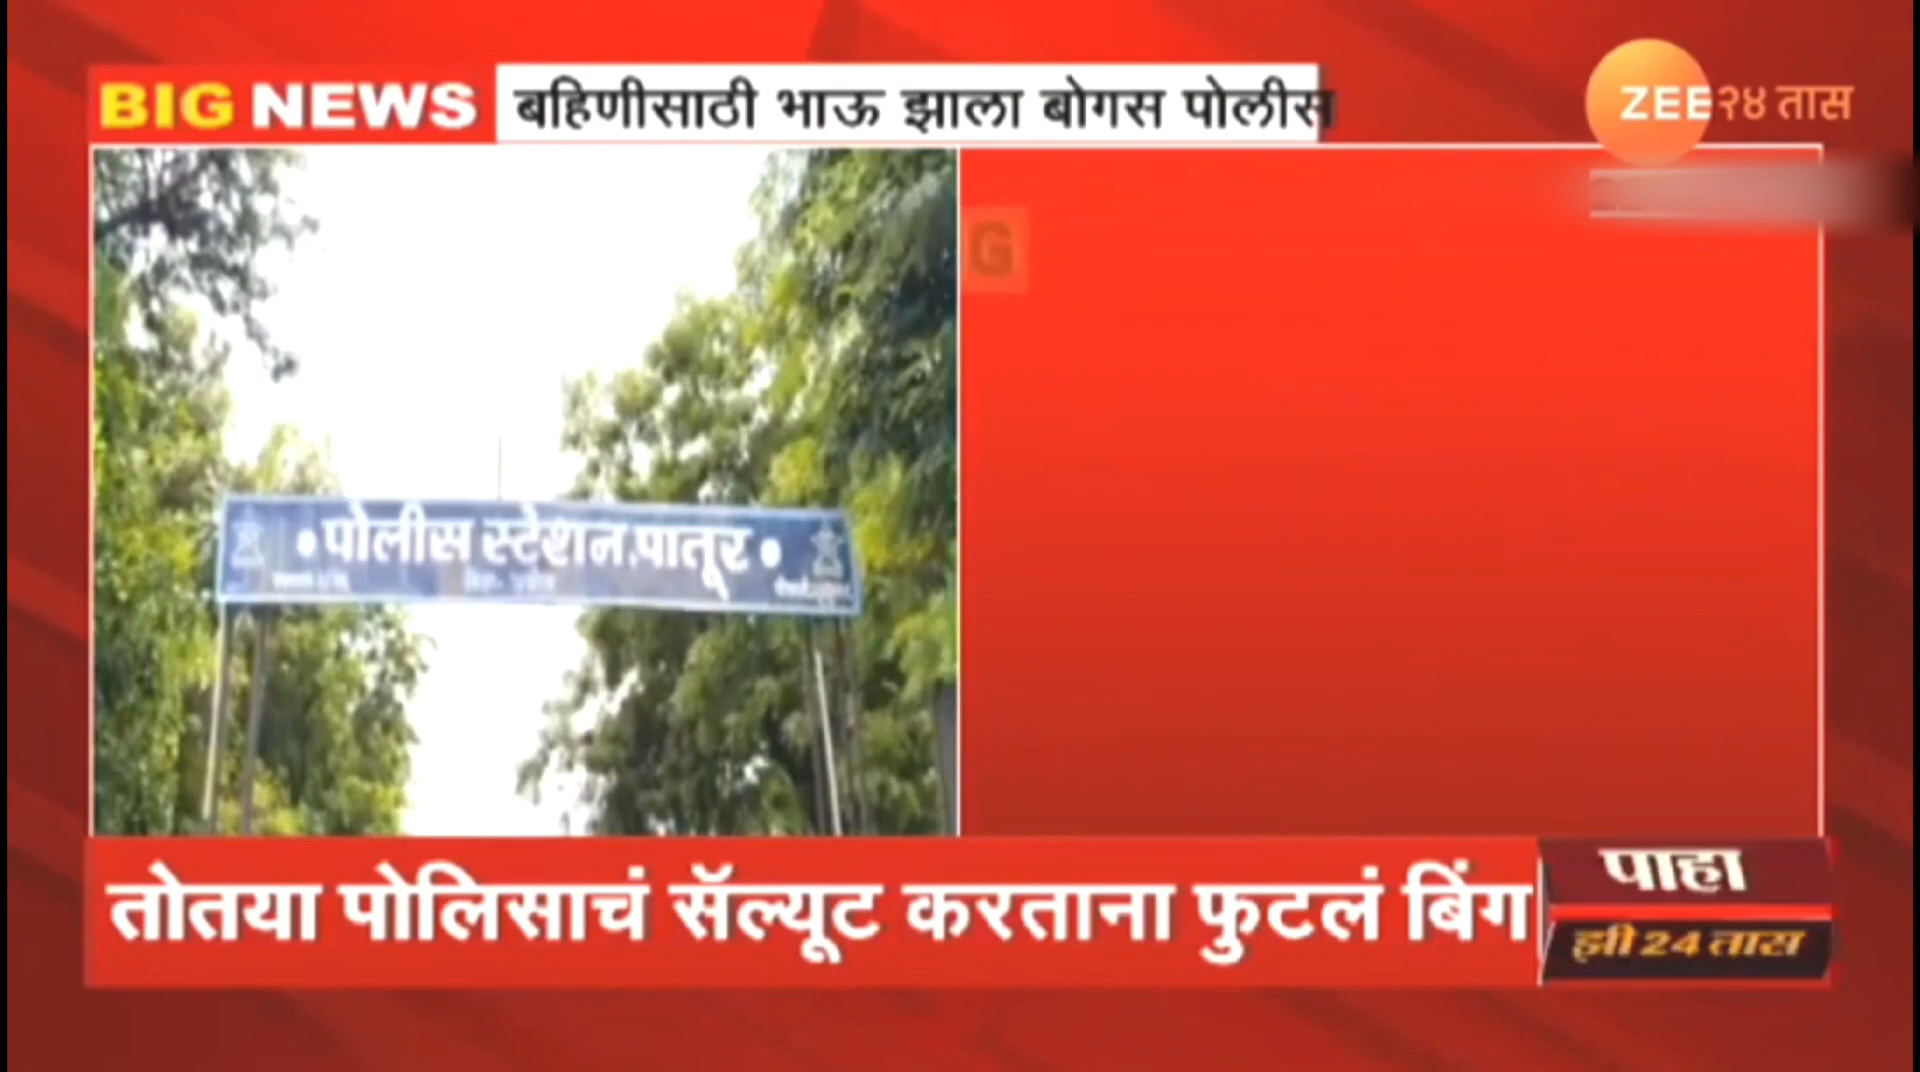 BIG NEWS बहिणीसाठी भाऊ झाला बोगस पोलीस
ZEE२४ तास
G
• पोलीस स्टेशन, पातूर •
तोतया पोलिसाचं सॅल्यूट करताना फुटलं बिंग
पाहा
झी 24 तास